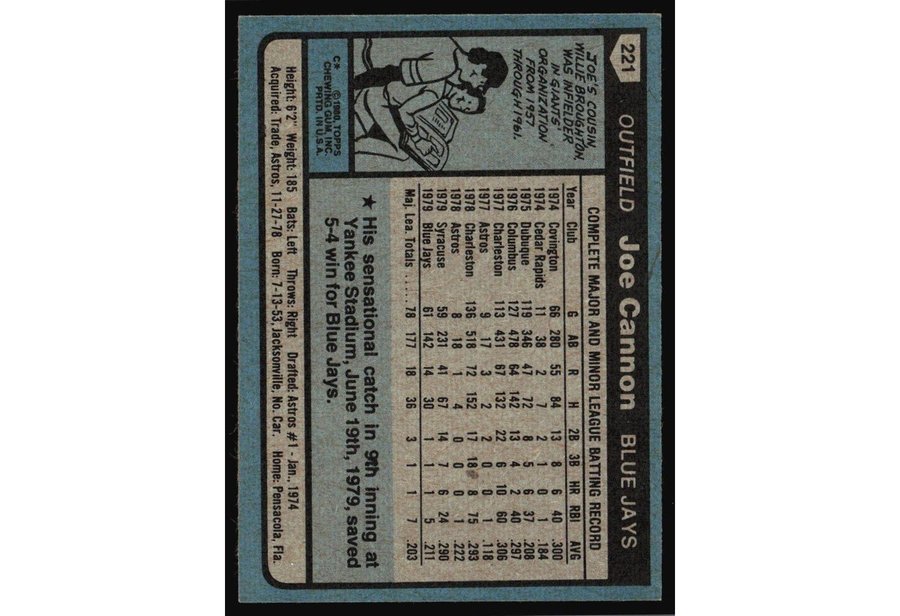 221 OUTFIELD Joe Cannon BLUE JAYS
JOE'S COUSIN,
WILLIE BROUGHTON,
WAS INFIELDER
IN GIANTS'
ORGANIZATION
FROM 1957
THROUGH 1961.
C* ©1980, TOPPS
CHEWING GUM, INC.
PRTD. IN U.S.A.
COMPLETE MAJOR AND MINOR LEAGUE BATTING RECORD
Year Club G AB R H 2B 3B HR RBI AVG
1974 Covington 66 280 55 84 13 8 6 40 .300
1974 Cedar Rapids 11 38 2 7 2 1 0 1 .184
1975 Dubuque 119 346 47 72 8 5 6 37 .208
1976 Columbus 127 478 64 142 13 4 2 40 .297
1977 Charleston 113 431 67 132 22 6 10 60 .306
1977 Astros 9 17 3 2 2 0 0 1 .118
1978 Charleston 136 518 72 152 17 18 8 75 .293
1978 Astros 8 18 1 4 0 0 0 1 .222
1979 Syracuse 59 231 41 67 14 7 6 24 .290
1979 Blue Jays 61 142 14 30 1 1 1 5 .211
Maj. Lea. Totals ...... 78 177 18 36 3 1 1 7 .203
★ His sensational catch in 9th inning at
Yankee Stadium, June 19th, 1979, saved
5-4 win for Blue Jays.
Height: 6'2" Weight: 185 Bats: Left Throws: Right Drafted: Astros #1 - Jan., 1974
Acquired: Trade, Astros, 11-27-78 Born: 7-13-53, Jacksonville, No. Car. Home: Pensacola, Fla.